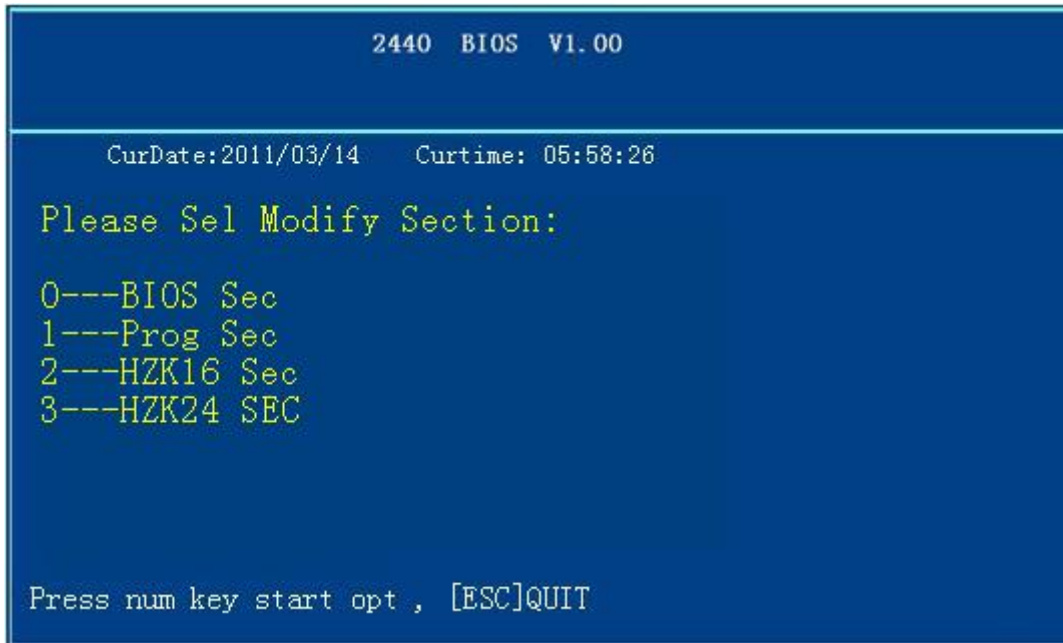 2440 BIOS V1.00
CurDate:2011/03/14 Curtime: 05:58:26
Please Sel Modify Section:
0---BIOS Sec
1---Prog Sec
2---HZK16 Sec
3---HZK24 SEC
Press num key start opt , [ESC]QUIT